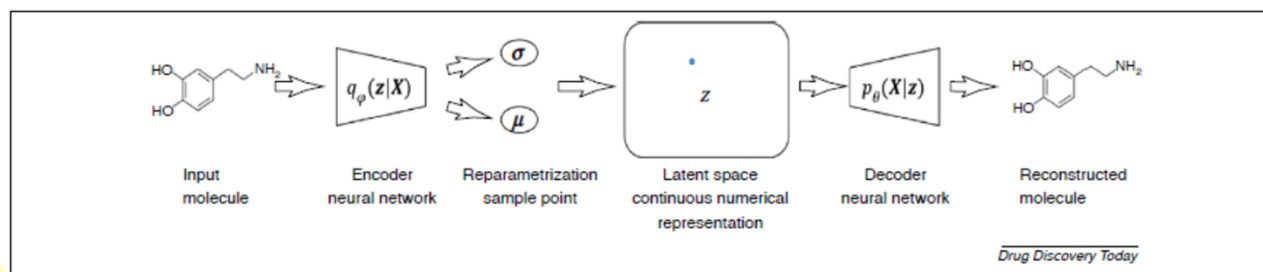 HO
HO
NH2
qφ(z|X)
σ
μ
z
pθ(X|z)
HO
HO
NH2
Input
molecule
Encoder
neural network
Reparametrization
sample point
Latent space
continuous numerical
representation
Decoder
neural network
Reconstructed
molecule
Drug Discovery Today